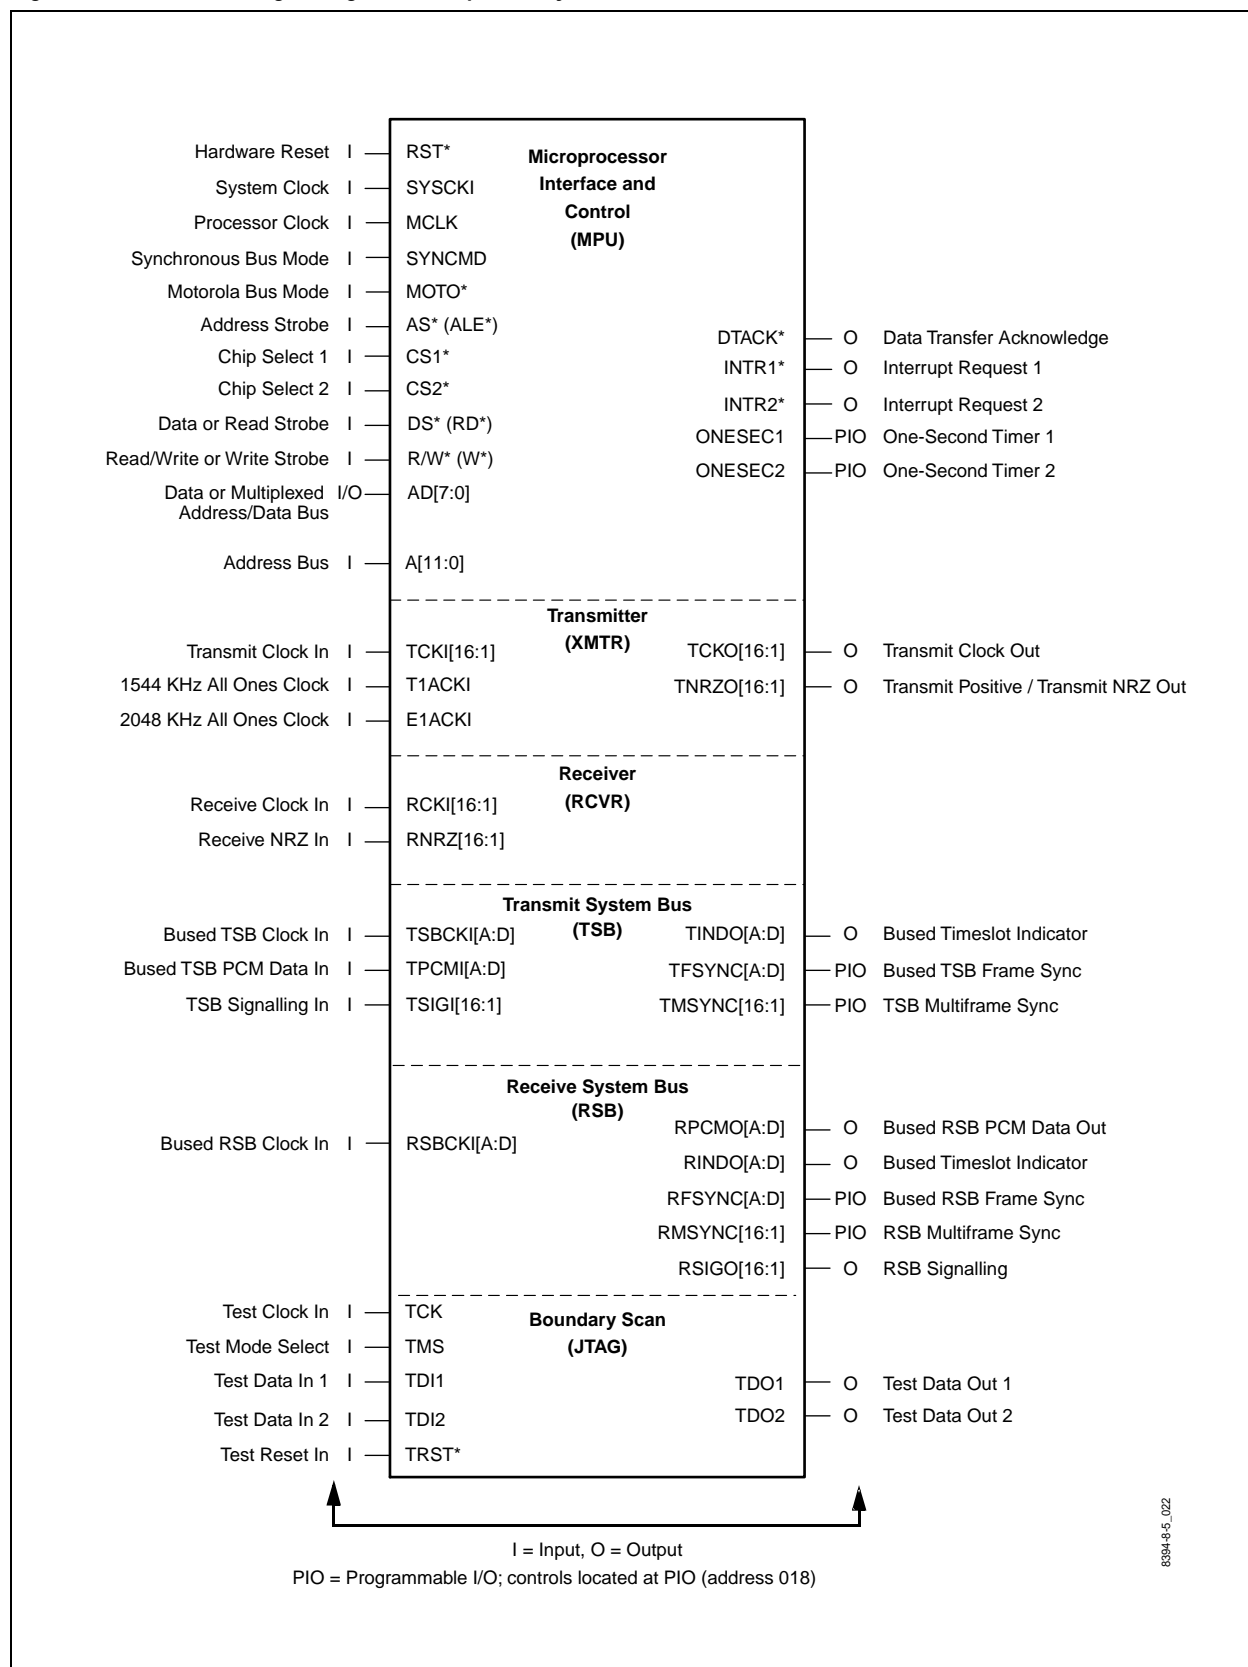 Hardware Reset I RST*
System Clock I SYSCKI
Processor Clock I MCLK
Synchronous Bus Mode I SYNCMD
Motorola Bus Mode I MOTO*
Address Strobe I AS* (ALE*)
Chip Select 1 I CS1*
Chip Select 2 I CS2*
Data or Read Strobe I DS* (RD*)
Read/Write or Write Strobe I R/W* (W*)
Data or Multiplexed I/O AD[7:0]
Address/Data Bus
Address Bus I A[11:0]
Microprocessor
Interface and
Control
(MPU)
DTACK* O Data Transfer Acknowledge
INTR1* O Interrupt Request 1
INTR2* O Interrupt Request 2
ONESEC1 PIO One-Second Timer 1
ONESEC2 PIO One-Second Timer 2
Transmitter
(XMTR)
Transmit Clock In I TCKI[16:1]
1544 KHz All Ones Clock I T1ACKI
2048 KHz All Ones Clock I E1ACKI
TCKO[16:1] O Transmit Clock Out
TNRZO[16:1] O Transmit Positive / Transmit NRZ Out
Receiver
(RCVR)
Receive Clock In I RCKI[16:1]
Receive NRZ In I RNRZ[16:1]
Transmit System Bus
(TSB)
Bused TSB Clock In I TSBCKI[A:D]
Bused TSB PCM Data In I TPCMI[A:D]
TSB Signalling In I TSIGI[16:1]
TINDO[A:D] O Bused Timeslot Indicator
TFSYNC[A:D] PIO Bused TSB Frame Sync
TMSYNC[16:1] PIO TSB Multiframe Sync
Receive System Bus
(RSB)
Bused RSB Clock In I RSBCKI[A:D]
RPCMO[A:D] O Bused RSB PCM Data Out
RINDO[A:D] O Bused Timeslot Indicator
RFSYNC[A:D] PIO Bused RSB Frame Sync
RMSYNC[16:1] PIO RSB Multiframe Sync
RSIGO[16:1] O RSB Signalling
Boundary Scan
(JTAG)
Test Clock In I TCK
Test Mode Select I TMS
Test Data In 1 I TDI1
Test Data In 2 I TDI2
Test Reset In I TRST*
TDO1 O Test Data Out 1
TDO2 O Test Data Out 2
I = Input, O = Output
PIO = Programmable I/O; controls located at PIO (address 018)
8394-8-5_022